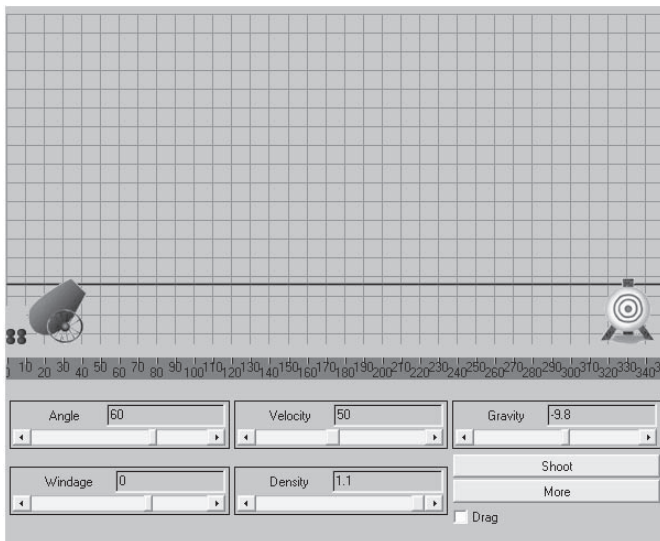 0 10 20 30 40 50 60 70 80 90 100 110 120 130 140 150 160 170 180 190 200 210 220 230 240 250 260 270 280 290 300 310 320 330 340
Angle 60 Velocity 50 Gravity -9.8
Shoot
Windage 0 Density 1.1
More
Drag